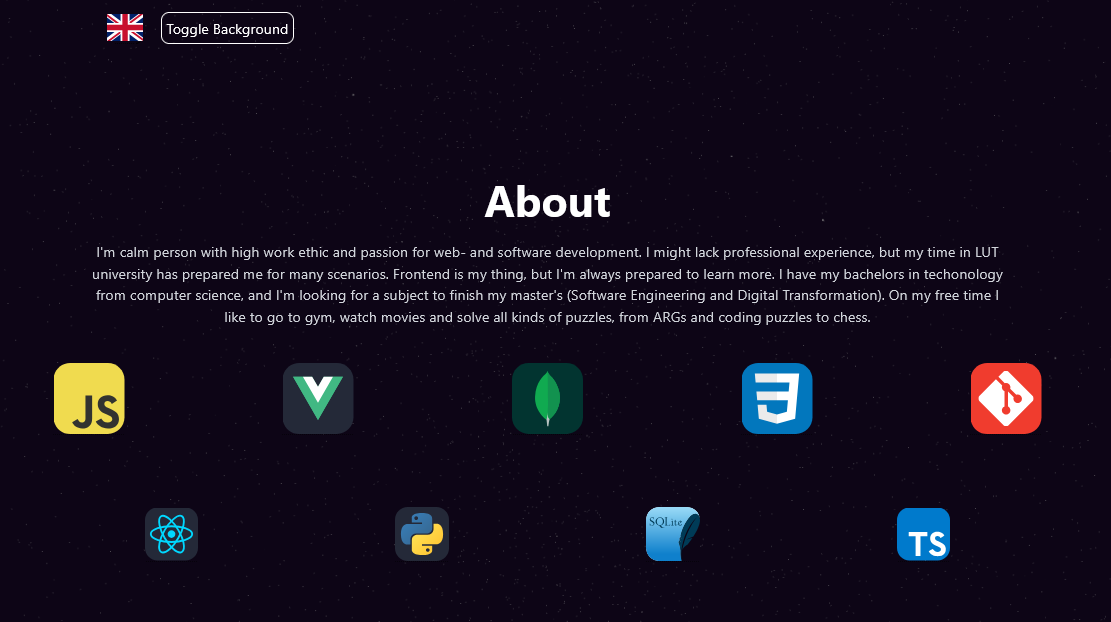 Toggle Background
About
I'm calm person with high work ethic and passion for web- and software development. I might lack professional experience, but my time in LUT
university has prepared me for many scenarios. Frontend is my thing, but I'm always prepared to learn more. I have my bachelors in techonology
from computer science, and I'm looking for a subject to finish my master's (Software Engineering and Digital Transformation). On my free time I
like to go to gym, watch movies and solve all kinds of puzzles, from ARGs and coding puzzles to chess.
JS
SQLite
TS